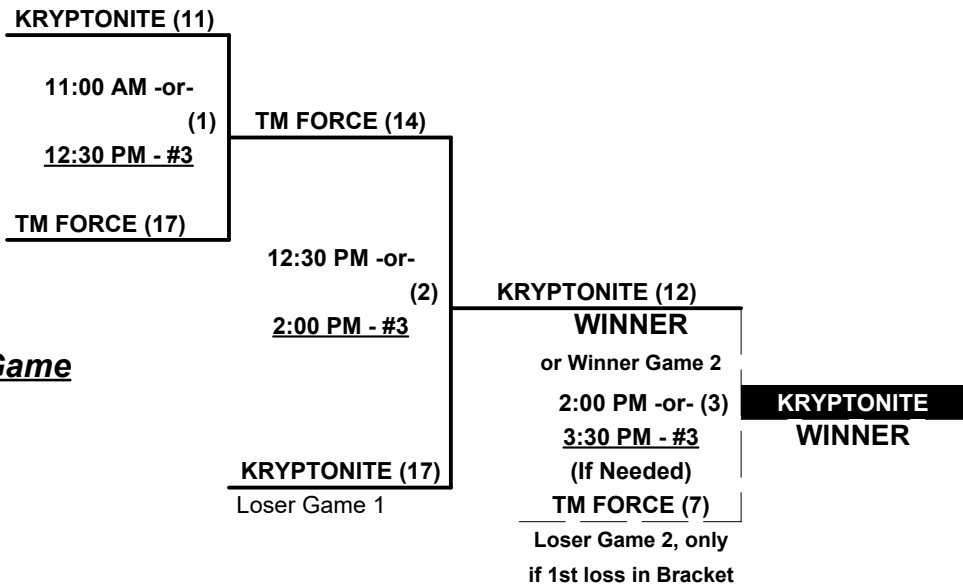 KRYPTONITE (11)
11:00 AM -or-
(1)
12:30 PM - #3
TM FORCE (17)
TM FORCE (14)
12:30 PM -or-
(2)
2:00 PM - #3
KRYPTONITE (17)
Loser Game 1
Game
KRYPTONITE (12)
WINNER
or Winner Game 2
2:00 PM -or- (3)
3:30 PM - #3
(If Needed)
TM FORCE (7)
Loser Game 2, only
if 1st loss in Bracket
KRYPTONITE
WINNER